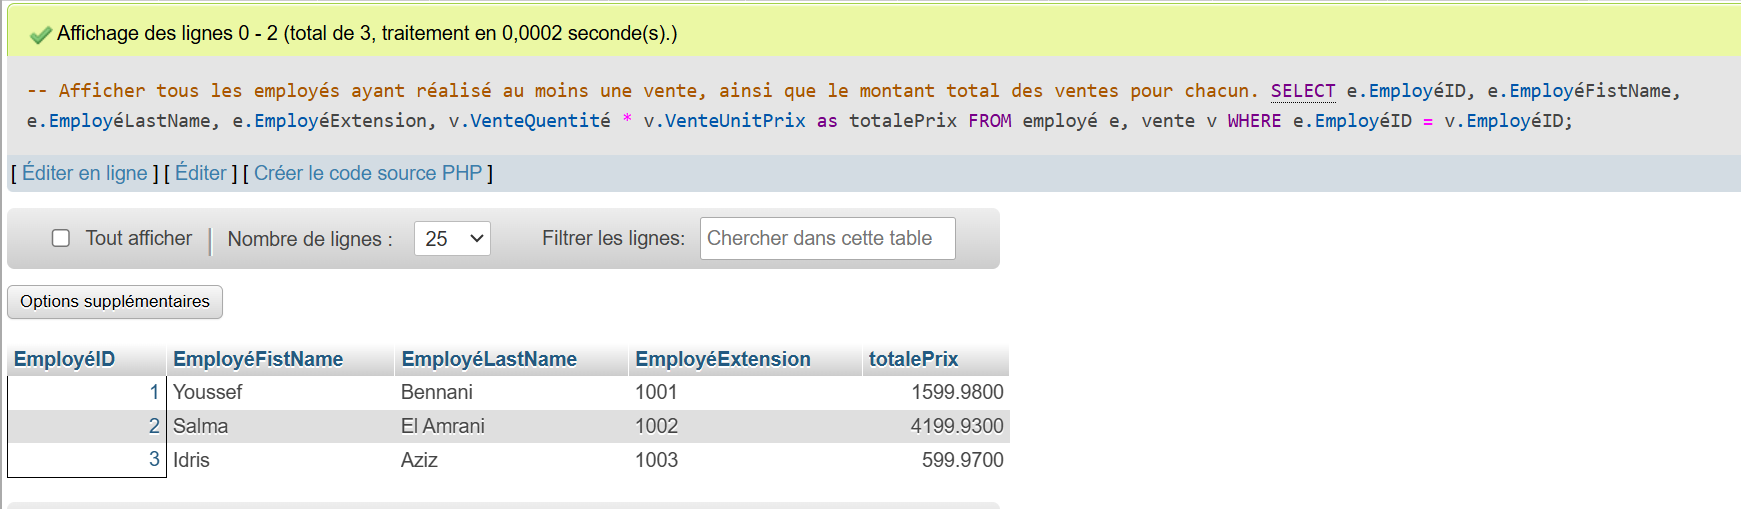 Affichage des lignes 0 - 2 (total de 3, traitement en 0,0002 seconde(s).)
-- Afficher tous les employés ayant réalisé au moins une vente, ainsi que le montant total des ventes pour chacun. SELECT e.EmployéID, e.EmployéFistName,
e.EmployéLastName, e.EmployéExtension, v.VenteQuentité * v.VenteUnitPrix as totalePrix FROM employé e, vente v WHERE e.EmployéID = v.EmployéID;
[ Éditer en ligne ] [ Éditer ] [ Créer le code source PHP ]
Tout afficher | Nombre de lignes : 25 Filtrer les lignes: Chercher dans cette table
Options supplémentaires
EmployéID EmployéFistName EmployéLastName EmployéExtension totalePrix
1 Youssef Bennani 1001 1599.9800
2 Salma El Amrani 1002 4199.9300
3 Idris Aziz 1003 599.9700